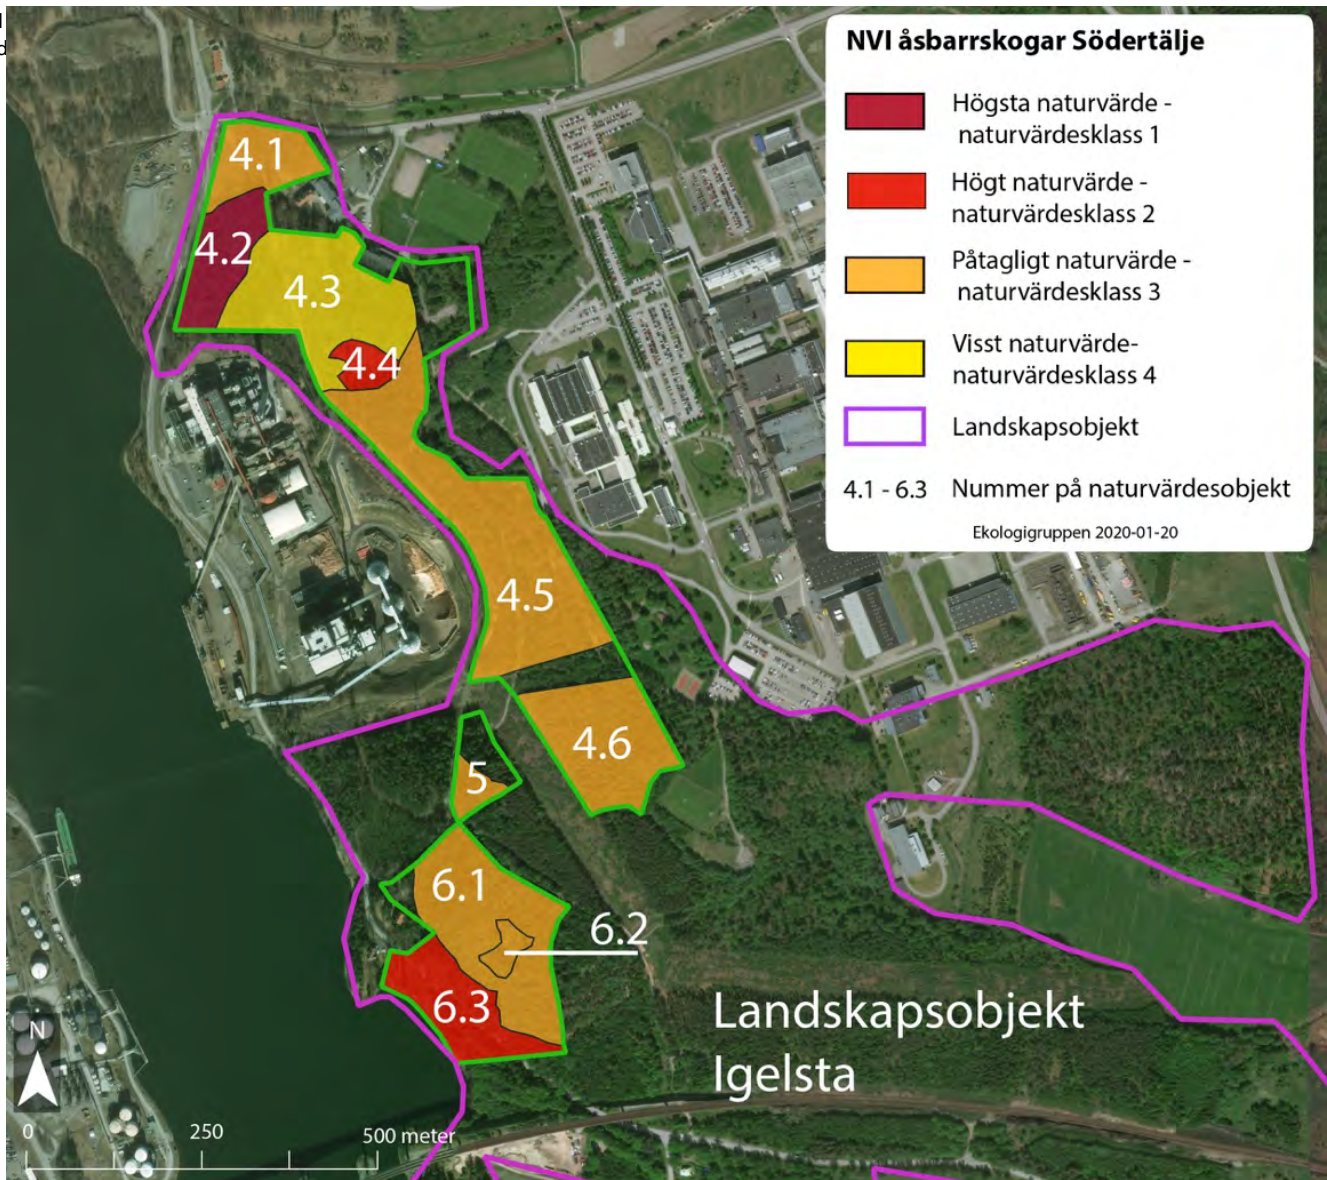 NVI åsbarrskogar Södertälje
Högsta naturvärde -
naturvärdesklass 1
Högt naturvärde -
naturvärdesklass 2
Påtagligt naturvärde -
naturvärdesklass 3
Visst naturvärde-
naturvärdesklass 4
Landskapsobjekt
4.1 - 6.3 Nummer på naturvärdesobjekt
Ekologigruppen 2020-01-20
4.1
4.2
4.3
4.4
4.5
4.6
5
6.1
6.2
6.3
Landskapsobjekt
Igelsta
N
0 250 500 meter